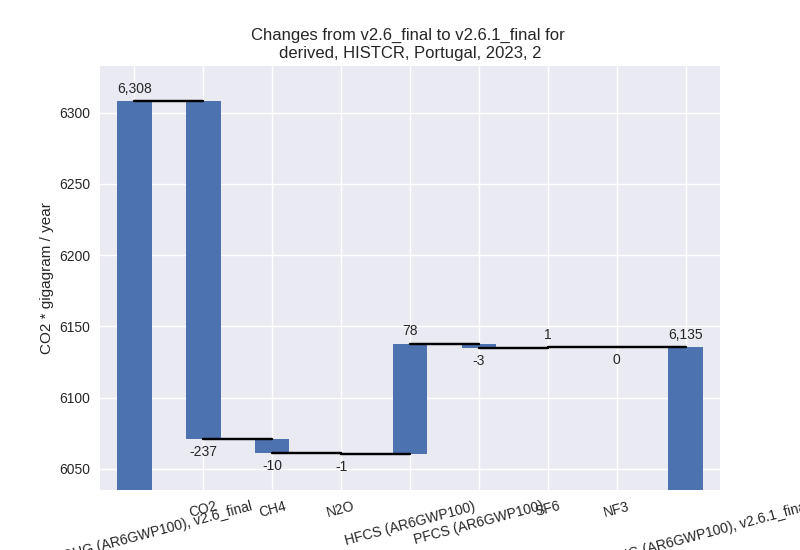 Changes from v2.6_final to v2.6.1_final for
derived, HISTCR, Portugal, 2023, 2
CO2 * gigagram / year
6300
6250
6200
6150
6100
6050
6,308
-237
-10
-1
78
-3
1
0
6,135
(AR6GWP100), v2.6_final
CO2
CH4
N2O
HFCS (AR6GWP100)
PFCS (AR6GWP100)
SF6
NF3
(AR6GWP100), v2.6.1_final